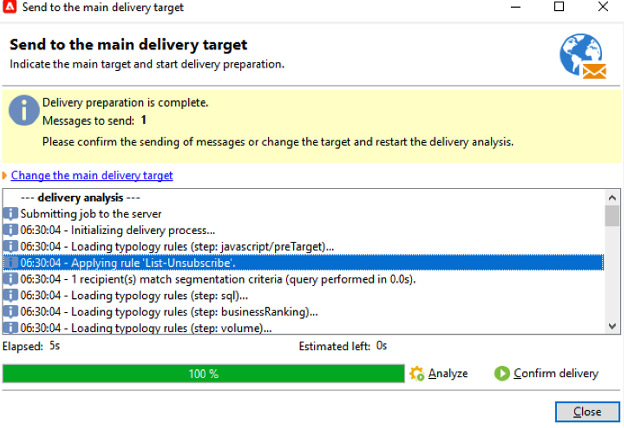 Send to the main delivery target
Send to the main delivery target
Indicate the main target and start delivery preparation.
Delivery preparation is complete.
Messages to send: 1
Please confirm the sending of messages or change the target and restart the delivery analysis.
Change the main delivery target
--- delivery analysis ---
Submitting job to the server
06:30:04 - Initializing delivery process...
06:30:04 - Loading typology rules (step: javascript/preTarget)...
06:30:04 - Applying rule 'List-Unsubscribe'.
06:30:04 - 1 recipient(s) match segmentation criteria (query performed in 0.0s).
06:30:04 - Loading typology rules (step: sql)...
06:30:04 - Loading typology rules (step: businessRanking)...
06:30:04 - Loading typology rules (step: volume)...
Elapsed: 5s Estimated left: 0s
100 % Analyze Confirm delivery
Close